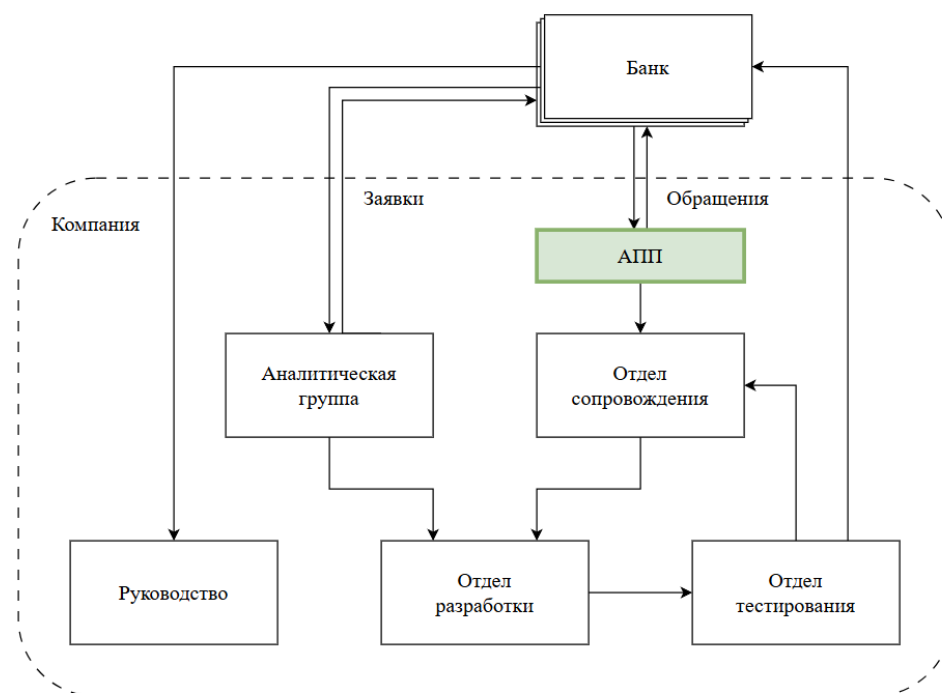 Банк
Заявки
Обращения
Компания
АПП
Аналитическая
группа
Отдел
сопровождения
Руководство
Отдел
разработки
Отдел
тестирования